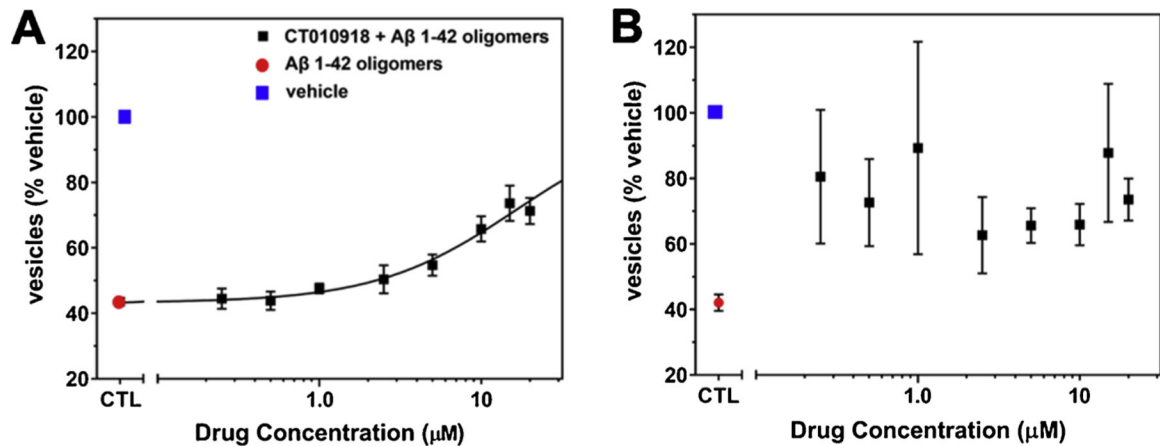 A
CT010918 + Aβ 1-42 oligomers
Aβ 1-42 oligomers
vehicle
vesicles (% vehicle)
120
100
80
60
40
20
CTL
1.0
10
Drug Concentration (μM)
B
vesicles (% vehicle)
120
100
80
60
40
20
CTL
1.0
10
Drug Concentration (μM)